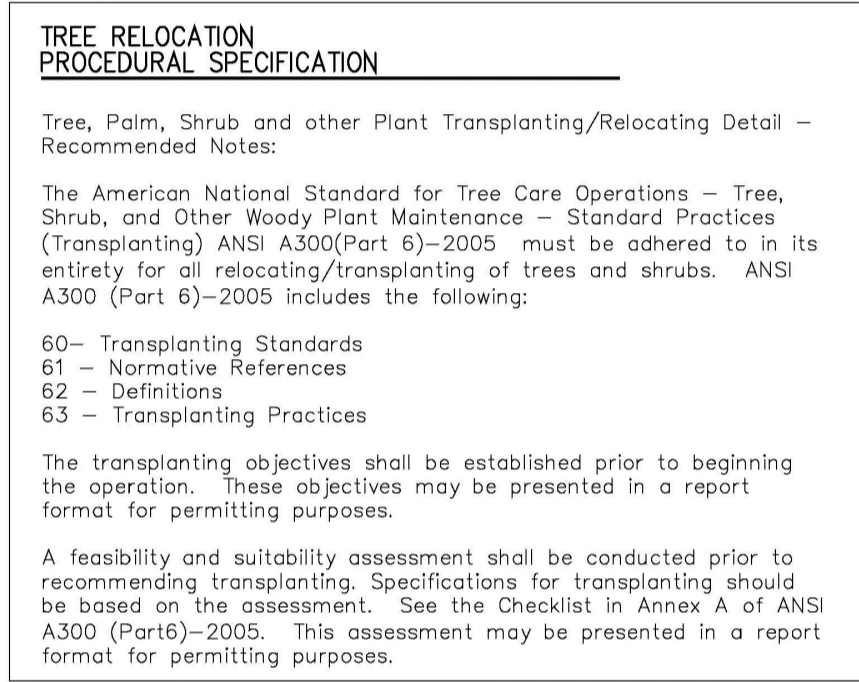 TREE RELOCATION
PROCEDURAL SPECIFICATION
Tree, Palm, Shrub and other Plant Transplanting/Relocating Detail –
Recommended Notes:
The American National Standard for Tree Care Operations – Tree,
Shrub, and Other Woody Plant Maintenance – Standard Practices
(Transplanting) ANSI A300(Part 6)–2005  must be adhered to in its
entirety for all relocating/transplanting of trees and shrubs.  ANSI
A300 (Part 6)–2005 includes the following:
60– Transplanting Standards
61 – Normative References
62 – Definitions
63 – Transplanting Practices
The transplanting objectives shall be established prior to beginning
the operation.  These objectives may be presented in a report
format for permitting purposes.
A feasibility and suitability assessment shall be conducted prior to
recommending transplanting. Specifications for transplanting should
be based on the assessment.  See the Checklist in Annex A of ANSI
A300 (Part6)–2005.  This assessment may be presented in a report
format for permitting purposes.